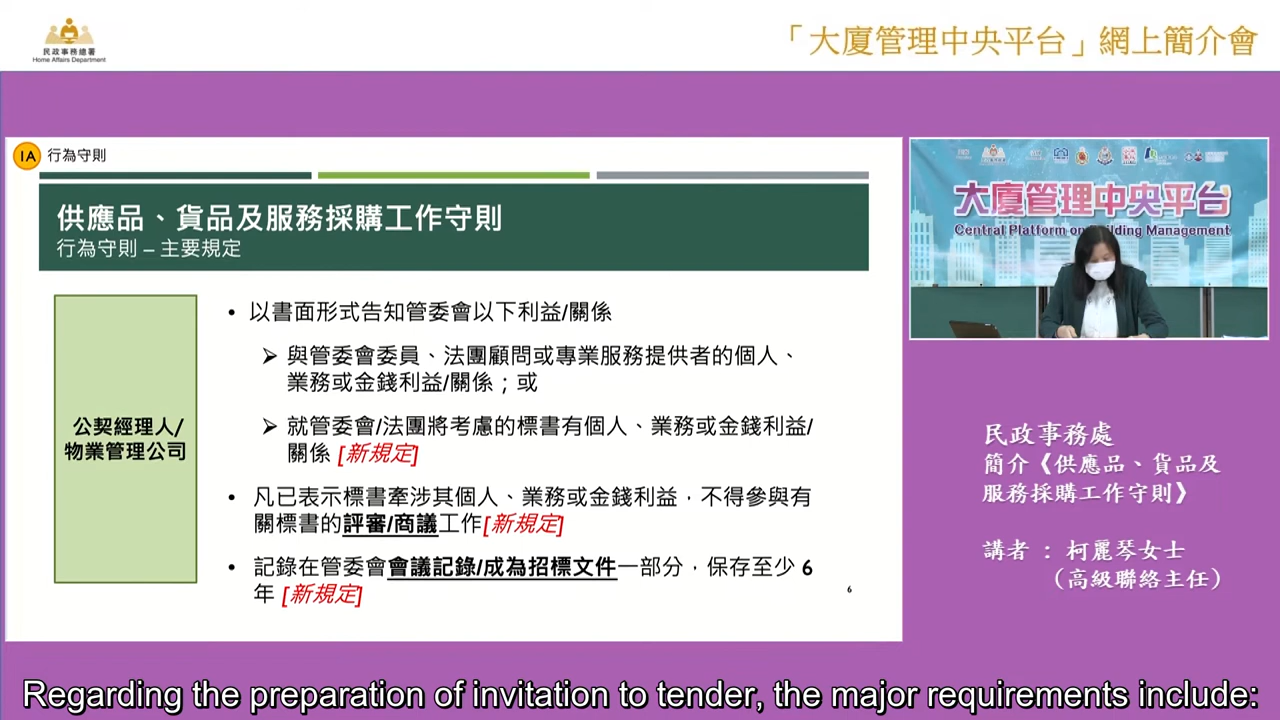 民政事務總署
Home Affairs Department
「大廈管理中央平台」網上簡介會
IA 行為守則
供應品、貨品及服務採購工作守則
行為守則 – 主要規定
公契經理人/
物業管理公司
• 以書面形式告知管委會以下利益/關係
➢ 與管委會委員、法團顧問或專業服務提供者的個人、
業務或金錢利益/關係；或
➢ 就管委會/法團將考慮的標書有個人、業務或金錢利益/
關係 [新規定]
• 凡已表示標書牽涉其個人、業務或金錢利益，不得參與有
關標書的評審/商議工作[新規定]
• 記錄在管委會會議記錄/成為招標文件一部分，保存至少 6
年 [新規定]
6
大廈管理中央平台
Central Platform on Building Management
民政事務處
簡介《供應品、貨品及
服務採購工作守則》
講者 ： 柯麗琴女士
（高級聯絡主任）
Regarding the preparation of invitation to tender, the major requirements include: